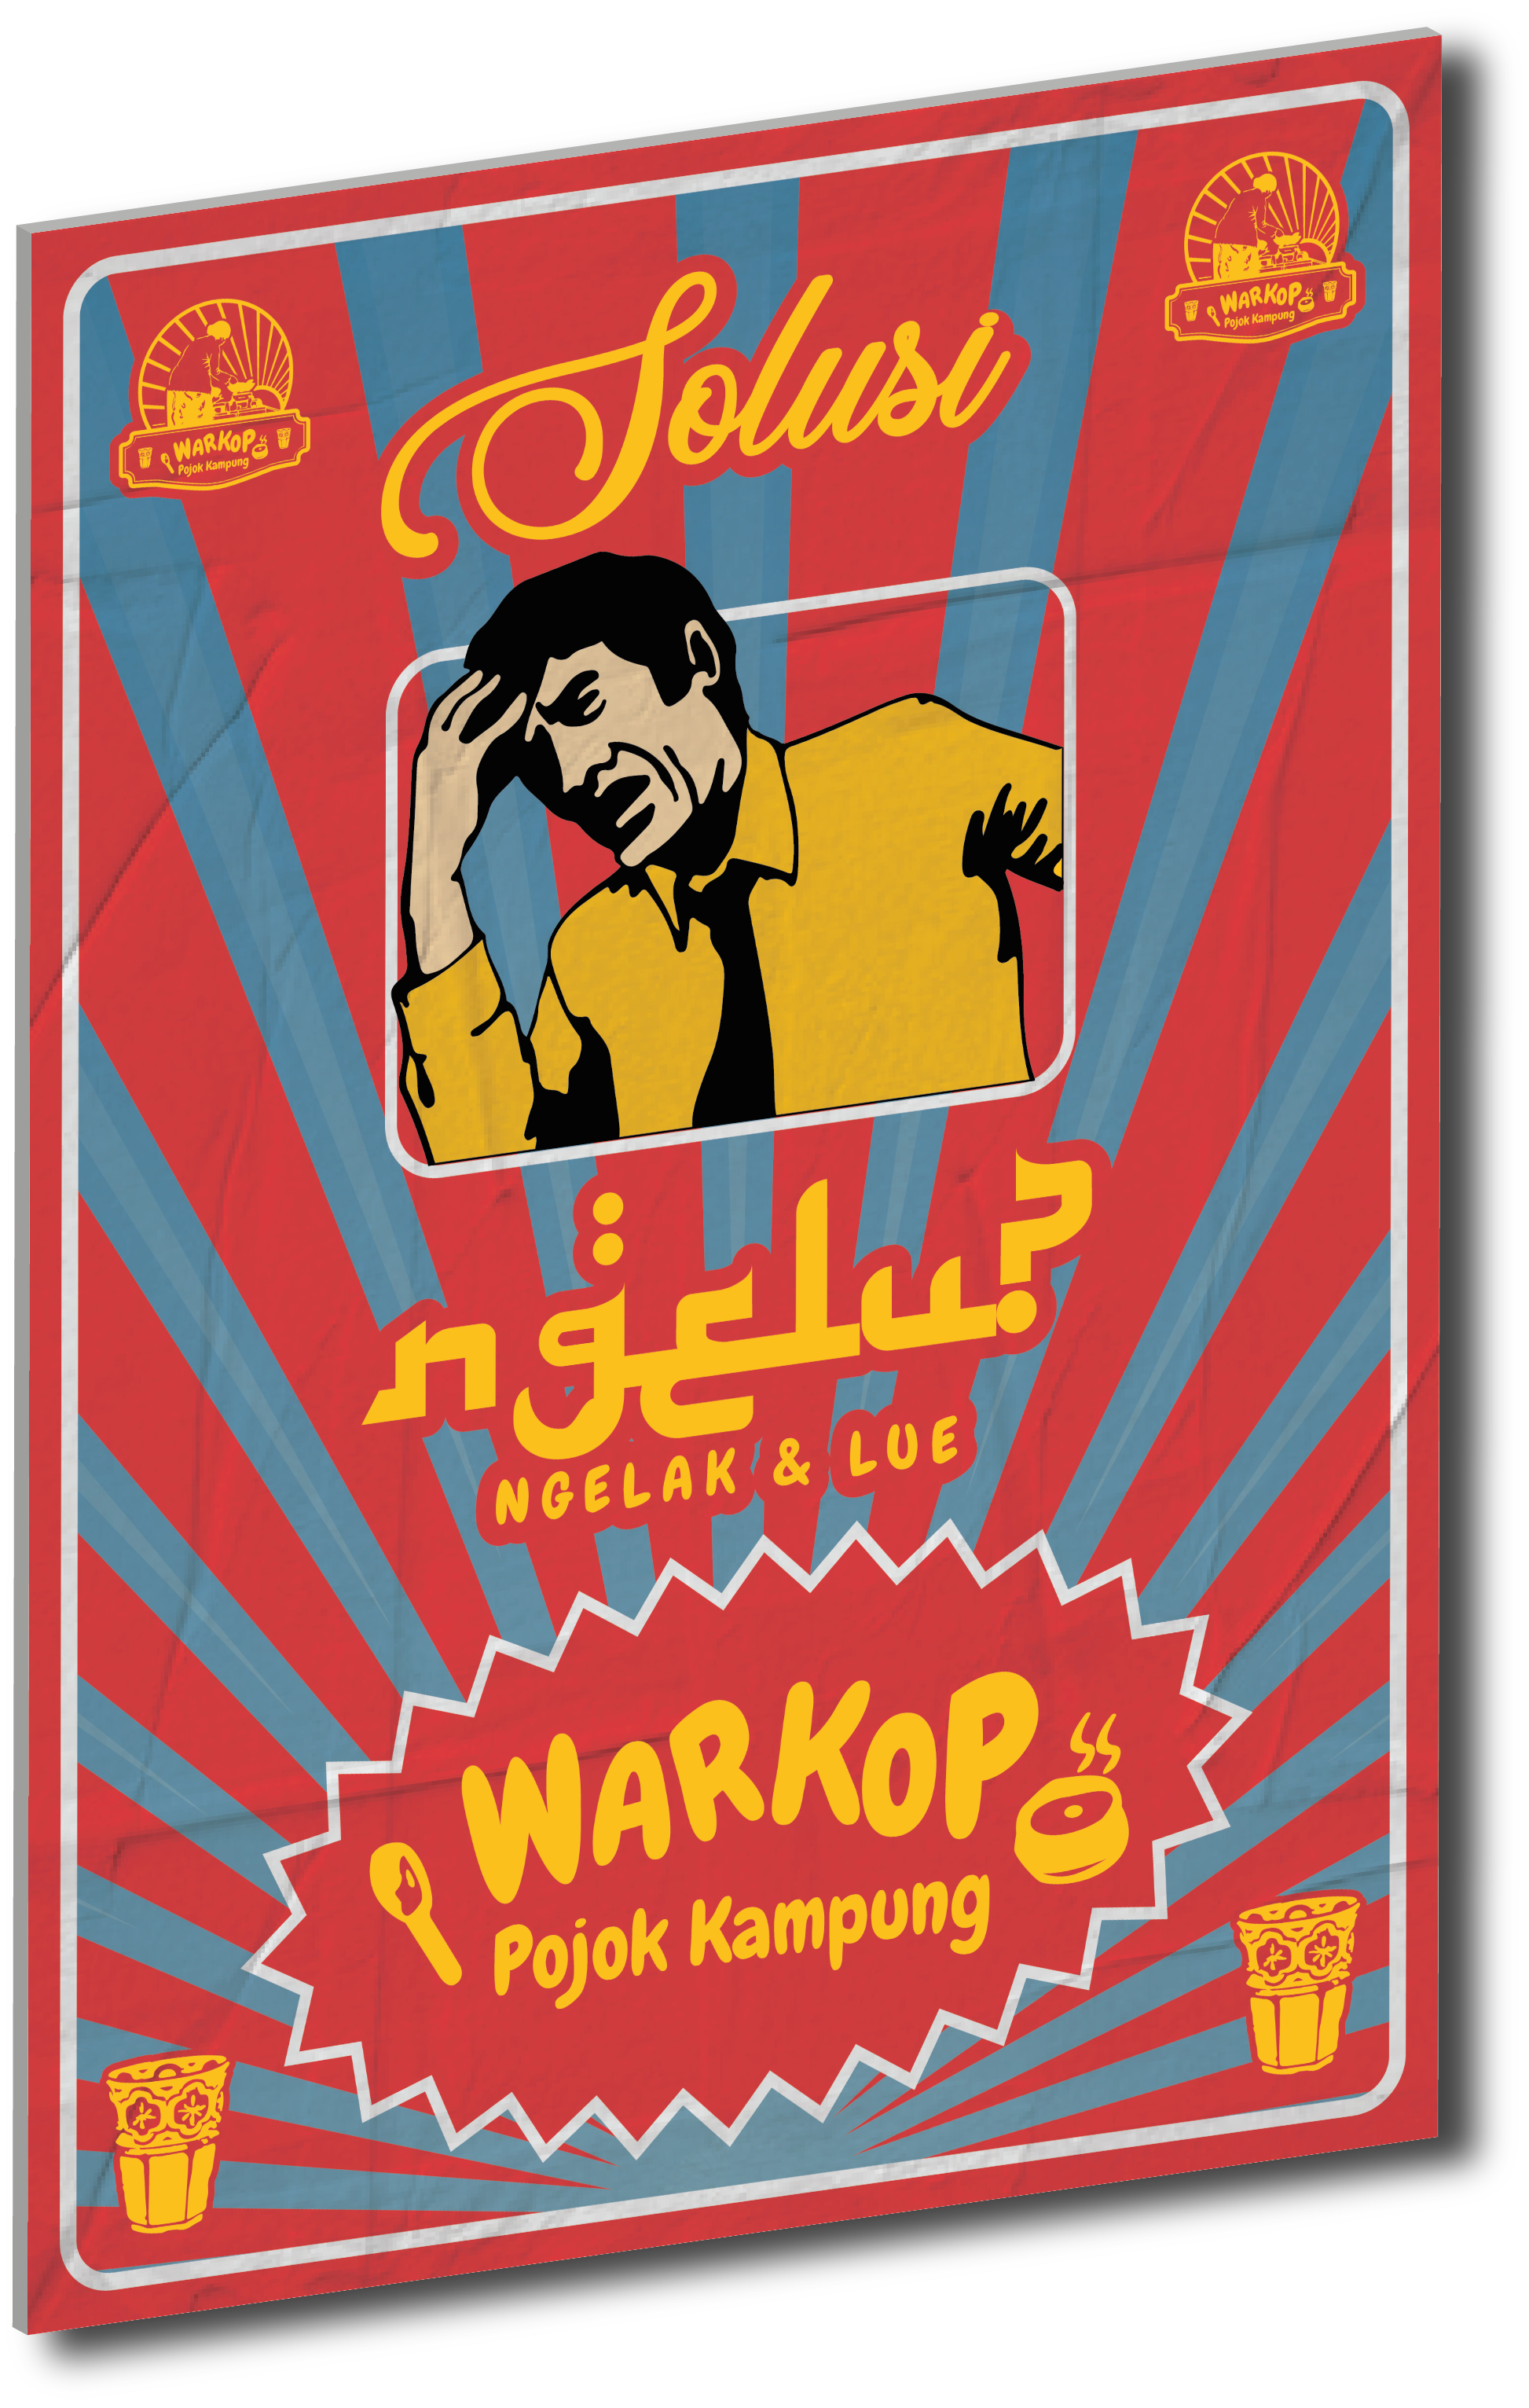 WARKOP
Pojok Kampung
WARKOP
Pojok Kampung
Solusi
ngelu?
NGELAK & LUE
WARKOP
Pojok Kampung